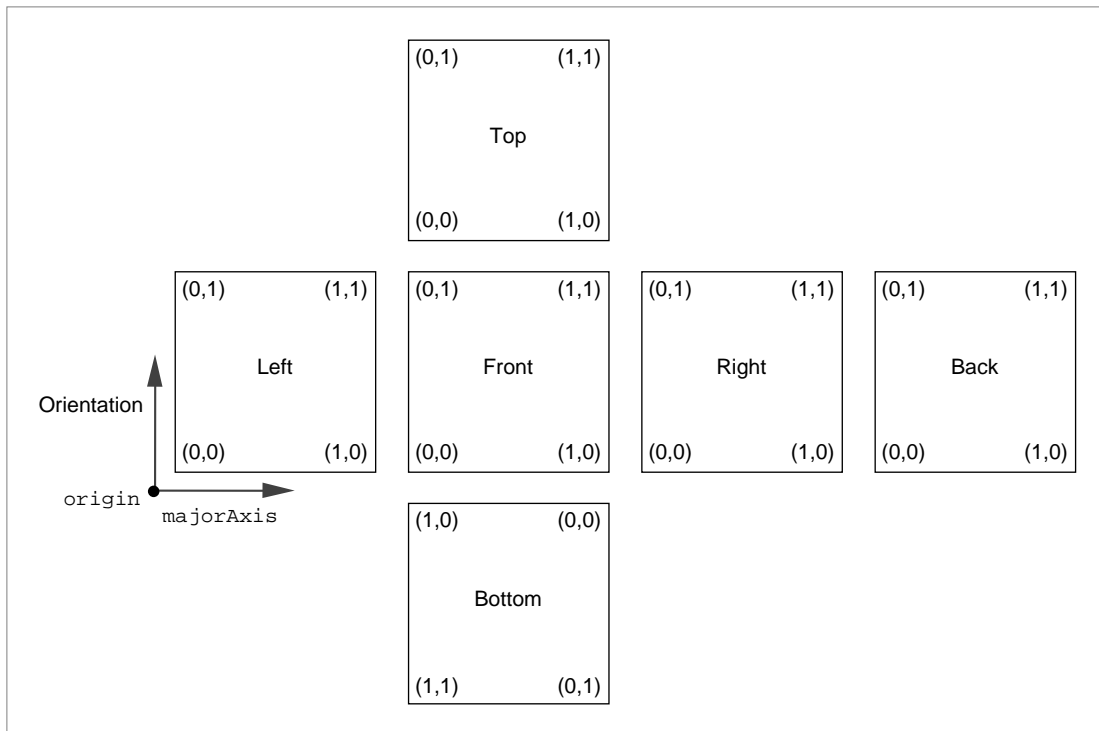 (0,1) (1,1)
Top
(0,0) (1,0)
(0,1) (1,1) (0,1) (1,1) (0,1) (1,1) (0,1) (1,1)
Left Front Right Back
Orientation
(0,0) (1,0) (0,0) (1,0) (0,0) (1,0) (0,0) (1,0)
origin
majorAxis
(1,0) (0,0)
Bottom
(1,1) (0,1)